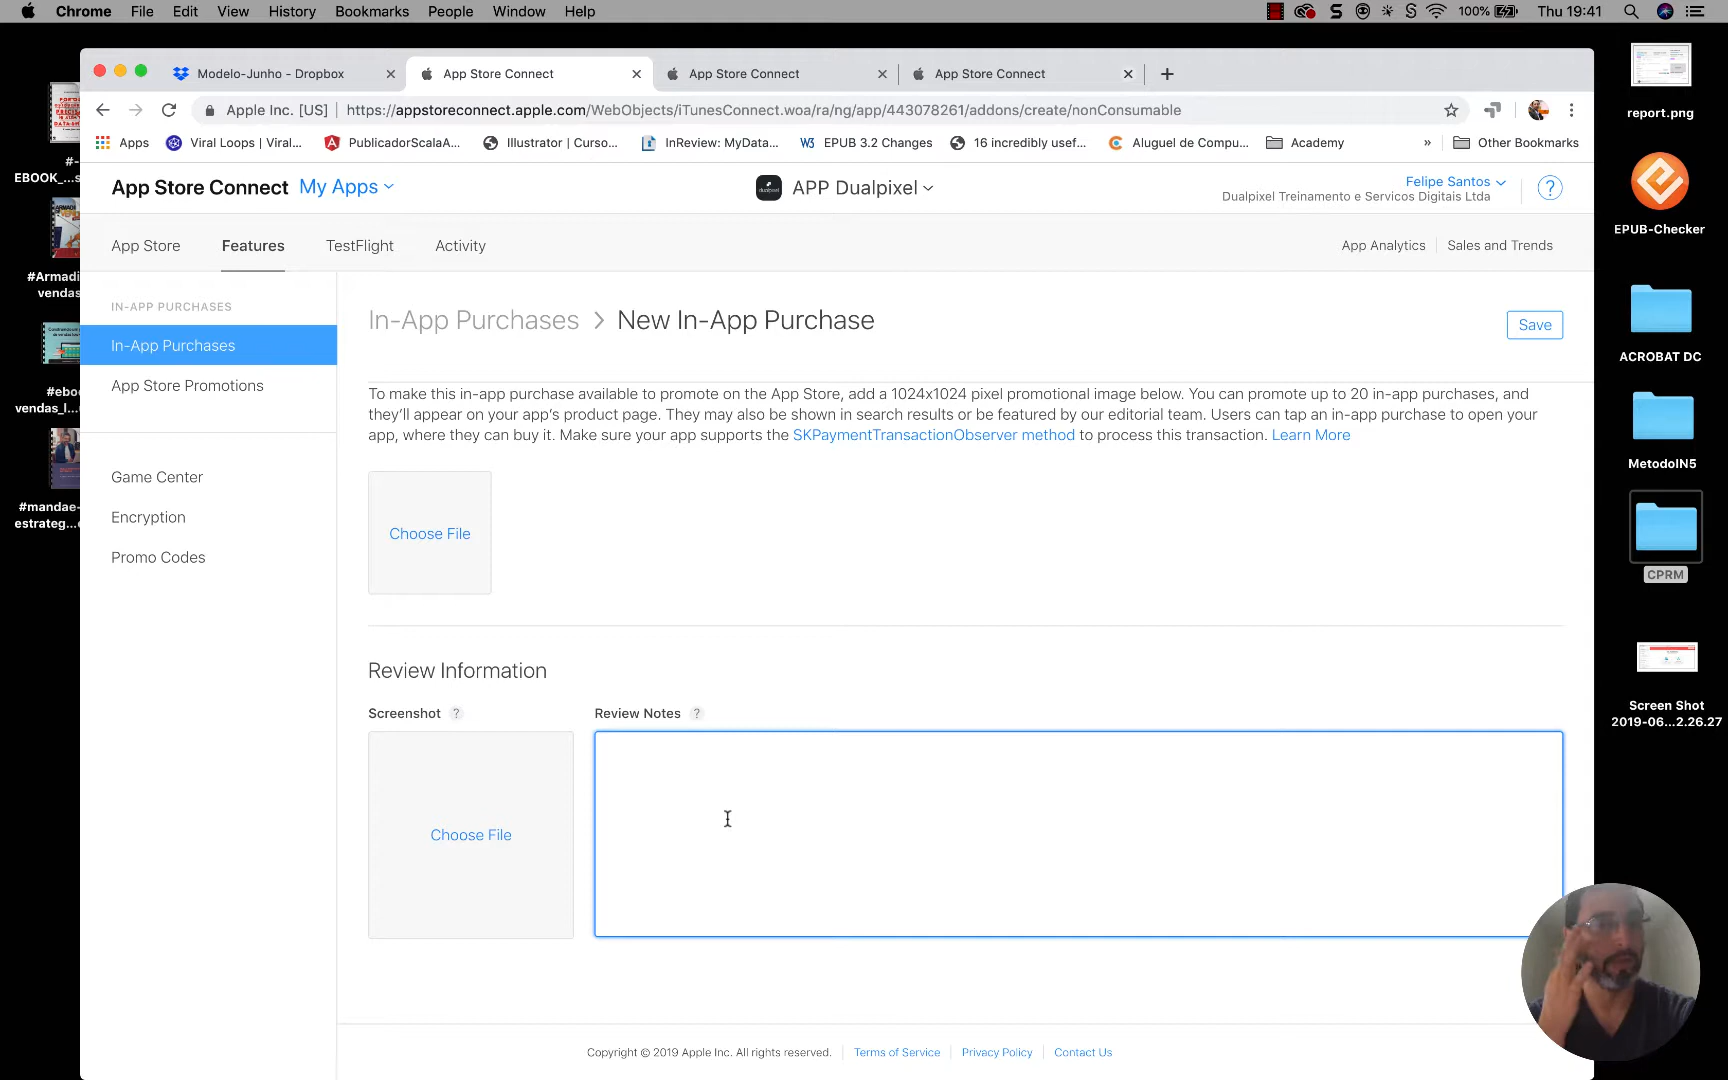 Chrome File Edit View History Bookmarks People Window Help 100% Thu 19:41
Modelo-Junho - Dropbox
App Store Connect
App Store Connect
App Store Connect
Apple Inc. [US] | https://appstoreconnect.apple.com/WebObjects/iTunesConnect.woa/ra/ng/app/443078261/addons/create/nonConsumable
Apps Viral Loops | Viral... PublicadorScalaA... Illustrator | Curso... InReview: MyData... EPUB 3.2 Changes 16 incredibly usef... Aluguel de Compu... Academy » Other Bookmarks
App Store Connect My Apps
APP Dualpixel
Felipe Santos
Dualpixel Treinamento e Servicos Digitais Ltda
?
App Store Features TestFlight Activity
App Analytics Sales and Trends
IN-APP PURCHASES
In-App Purchases
App Store Promotions
Game Center
Encryption
Promo Codes
In-App Purchases > New In-App Purchase
Save
To make this in-app purchase available to promote on the App Store, add a 1024x1024 pixel promotional image below. You can promote up to 20 in-app purchases, and
they'll appear on your app's product page. They may also be shown in search results or be featured by our editorial team. Users can tap an in-app purchase to open your
app, where they can buy it. Make sure your app supports the SKPaymentTransactionObserver method to process this transaction. Learn More
Choose File
Review Information
Screenshot ?
Review Notes ?
Choose File
Copyright © 2019 Apple Inc. All rights reserved. Terms of Service Privacy Policy Contact Us
#-
EBOOK_...s
#Armadi
vendas
#eboo
vendas_l...0
#mandae-
estrateg...e
report.png
EPUB-Checker
ACROBAT DC
MetodoIN5
CPRM
Screen Shot
2019-06...2.26.27